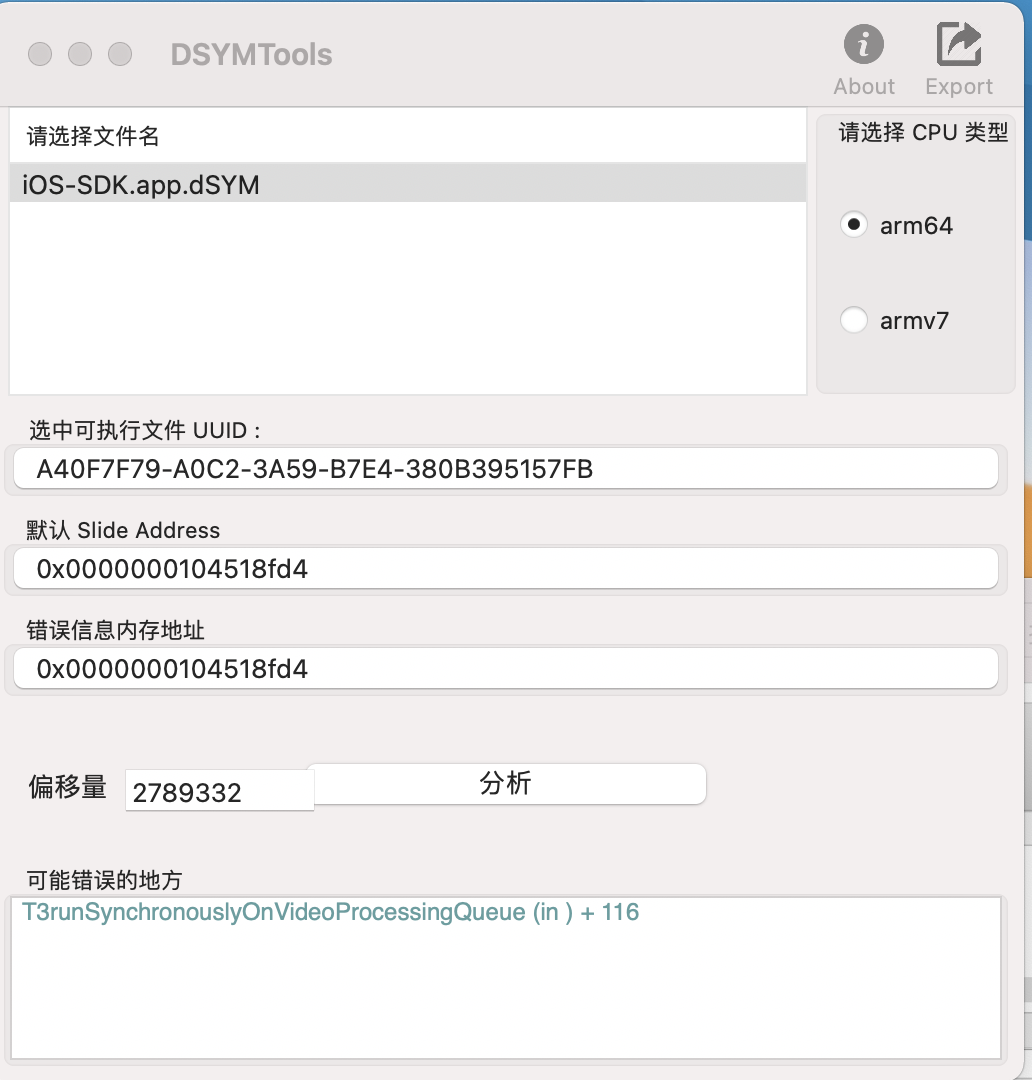 DSYMTools
About
Export
请选择文件名
iOS-SDK.app.dSYM
请选择 CPU 类型
arm64
armv7
选中可执行文件 UUID :
A40F7F79-A0C2-3A59-B7E4-380B395157FB
默认 Slide Address
0x0000000104518fd4
错误信息内存地址
0x0000000104518fd4
偏移量
2789332
分析
可能错误的地方
T3runSynchronouslyOnVideoProcessingQueue (in ) + 116